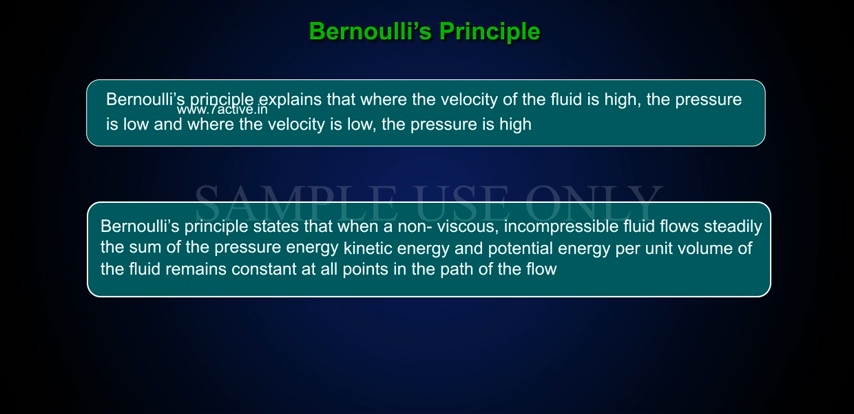 Bernoulli’s Principle
Bernoulli’s principle explains that where the velocity of the fluid is high, the pressure
www.7active.in
is low and where the velocity is low, the pressure is high
SAMPLE USE ONLY
Bernoulli’s principle states that when a non- viscous, incompressible fluid flows steadily
the sum of the pressure energy kinetic energy and potential energy per unit volume of
the fluid remains constant at all points in the path of the flow